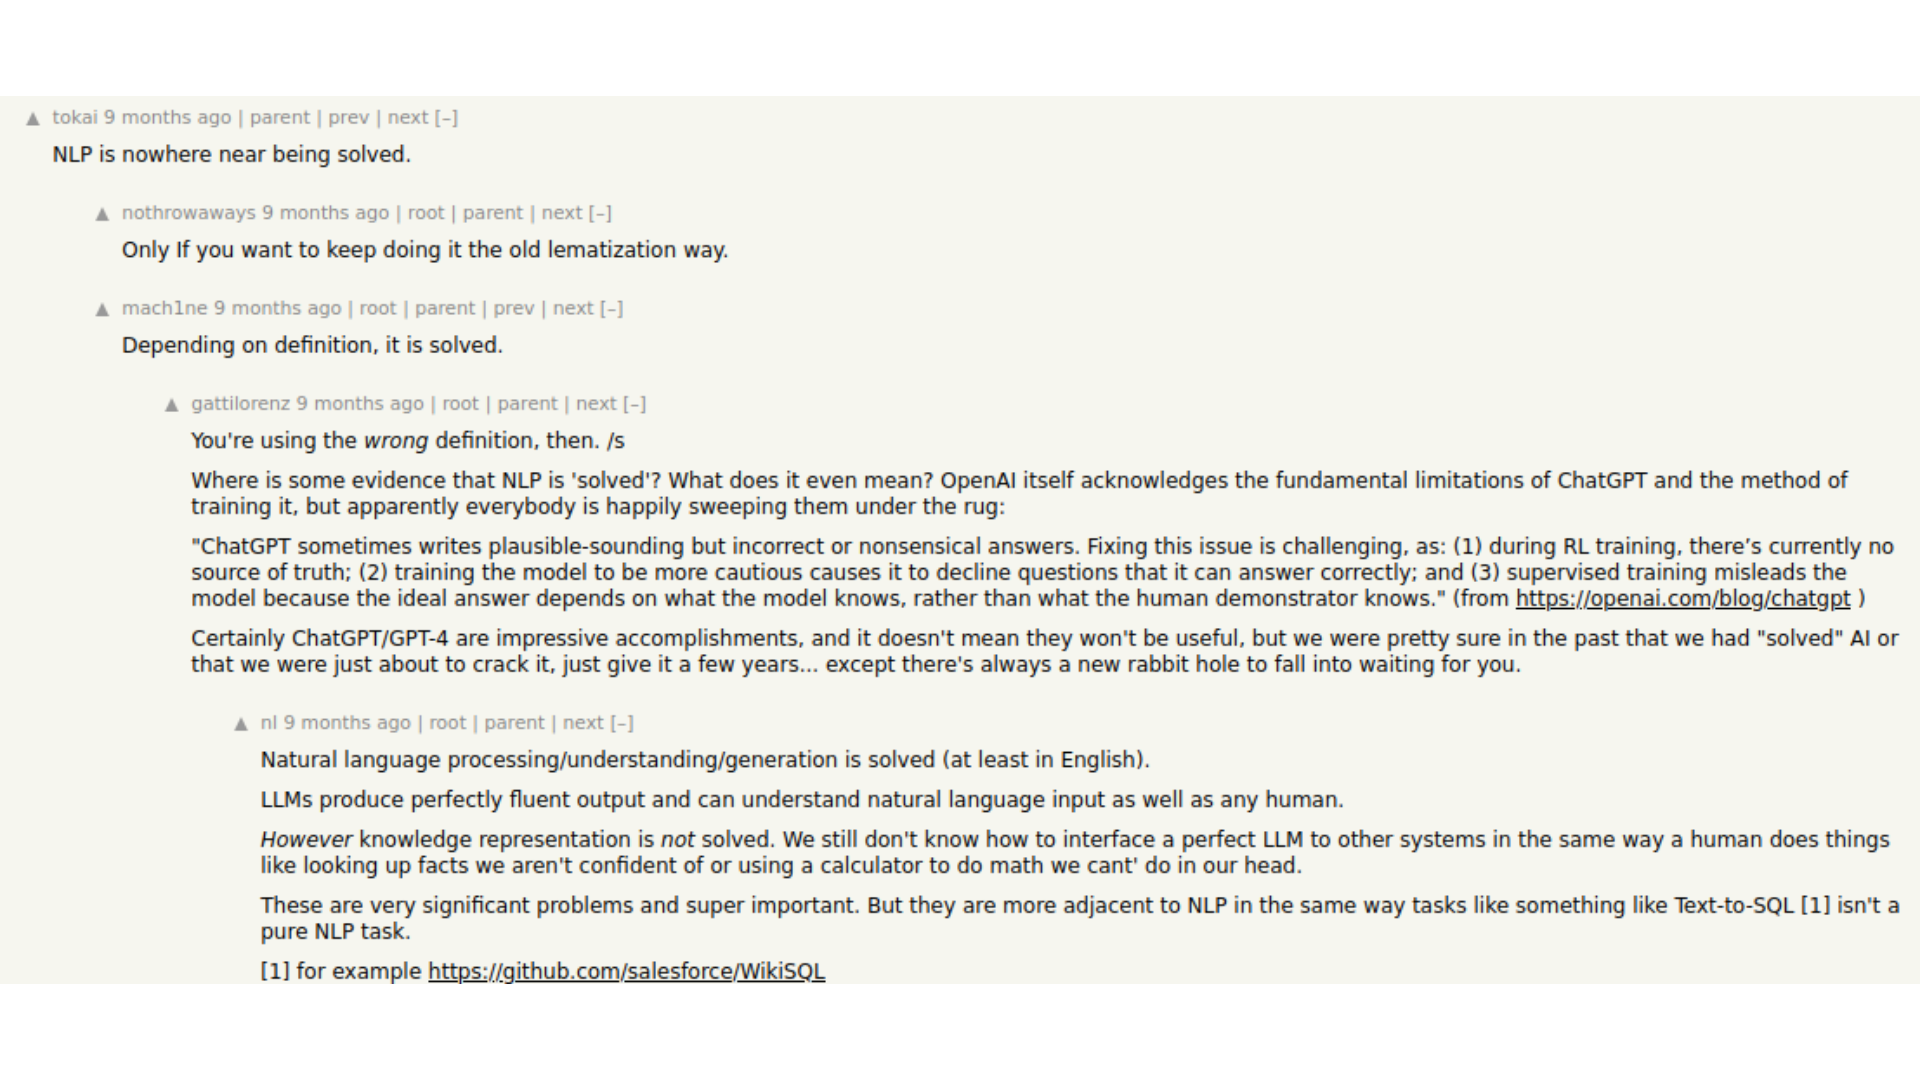 ▲ tokai 9 months ago | parent | prev | next [–]
NLP is nowhere near being solved.
▲ nothrowaways 9 months ago | root | parent | next [–]
Only If you want to keep doing it the old lematization way.
▲ mach1ne 9 months ago | root | parent | prev | next [–]
Depending on definition, it is solved.
▲ gattilorenz 9 months ago | root | parent | next [–]
You're using the wrong definition, then. /s
Where is some evidence that NLP is 'solved'? What does it even mean? OpenAI itself acknowledges the fundamental limitations of ChatGPT and the method of
training it, but apparently everybody is happily sweeping them under the rug:
"ChatGPT sometimes writes plausible-sounding but incorrect or nonsensical answers. Fixing this issue is challenging, as: (1) during RL training, there’s currently no
source of truth; (2) training the model to be more cautious causes it to decline questions that it can answer correctly; and (3) supervised training misleads the
model because the ideal answer depends on what the model knows, rather than what the human demonstrator knows." (from https://openai.com/blog/chatgpt )
Certainly ChatGPT/GPT-4 are impressive accomplishments, and it doesn't mean they won't be useful, but we were pretty sure in the past that we had "solved" AI or
that we were just about to crack it, just give it a few years... except there's always a new rabbit hole to fall into waiting for you.
▲ nl 9 months ago | root | parent | next [–]
Natural language processing/understanding/generation is solved (at least in English).
LLMs produce perfectly fluent output and can understand natural language input as well as any human.
However knowledge representation is not solved. We still don't know how to interface a perfect LLM to other systems in the same way a human does things
like looking up facts we aren't confident of or using a calculator to do math we cant' do in our head.
These are very significant problems and super important. But they are more adjacent to NLP in the same way tasks like something like Text-to-SQL [1] isn't a
pure NLP task.
[1] for example https://github.com/salesforce/WikiSQL